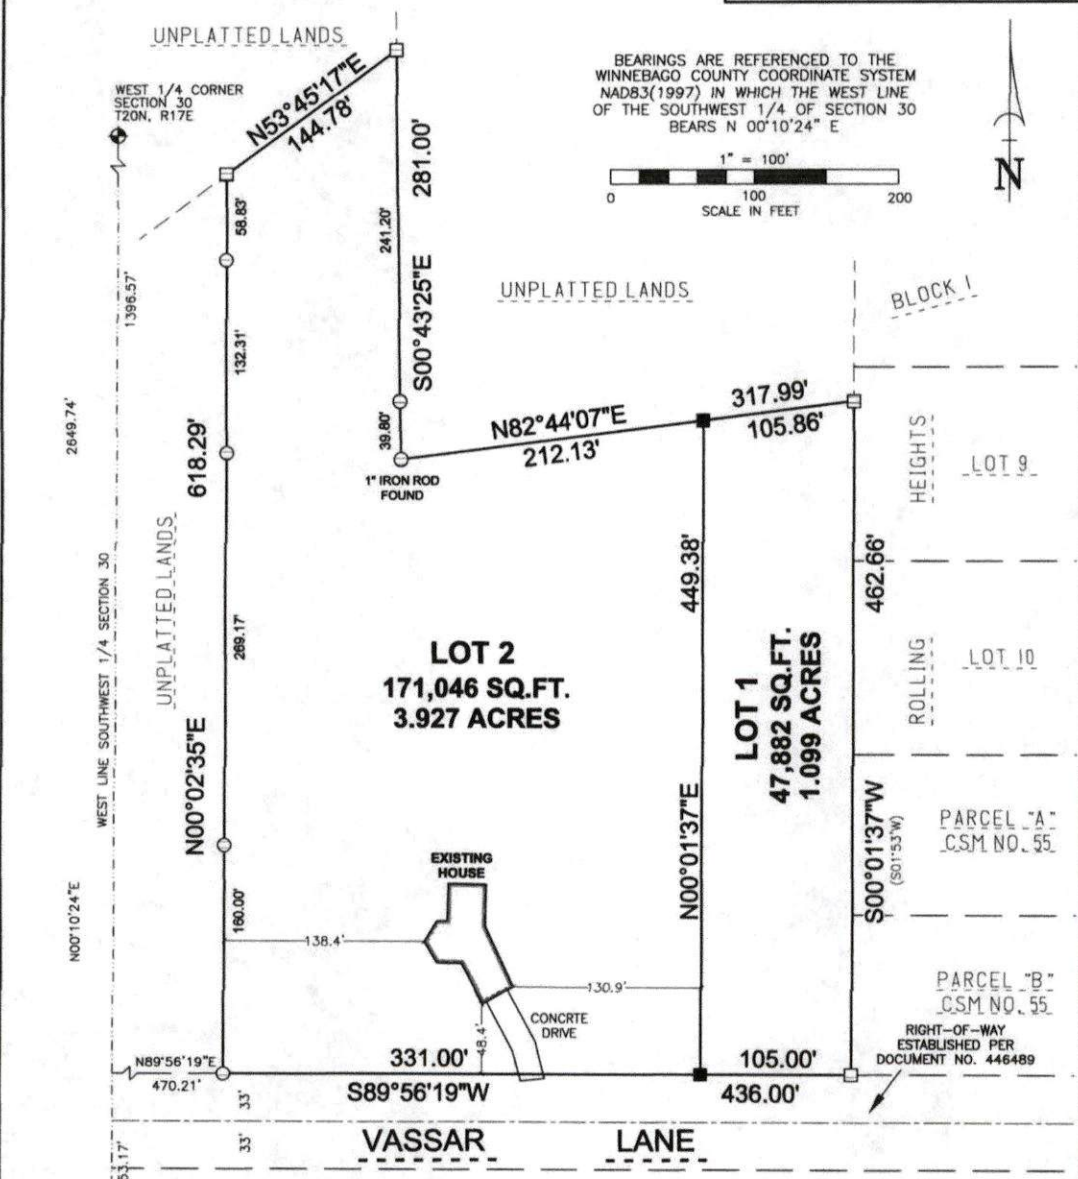 UNPLATTED LANDS
WEST 1/4 CORNER
SECTION 30
T20N, R17E
N53°45'17"E
144.78'
BEARINGS ARE REFERENCED TO THE
WINNEBAGO COUNTY COORDINATE SYSTEM
NAD83(1997) IN WHICH THE WEST LINE
OF THE SOUTHWEST 1/4 OF SECTION 30
BEARS N 00°10'24" E
1" = 100'
0 100 200
SCALE IN FEET
N
281.00'
241.20'
S00°43'25"E
39.80'
58.83'
132.31'
1396.57'
2649.74'
618.29'
UNPLATTED LANDS
BLOCK 1
317.99'
105.86'
N82°44'07"E
212.13'
1" IRON ROD
FOUND
HEIGHTS
LOT 9
UNPLATTED LANDS
WEST LINE SOUTHWEST 1/4 SECTION 30
269.17'
449.38'
462.66'
LOT 2
171,046 SQ.FT.
3.927 ACRES
LOT 1
47,882 SQ.FT.
1.099 ACRES
ROLLING
LOT 10
N00°02'35"E
N00°01'37"E
S00°01'37"W
(S01°53'W)
PARCEL "A"
CSM NO. 55
EXISTING
HOUSE
160.00'
N00°10'24"E
138.4'
130.9'
48.4'
CONCRTE
DRIVE
PARCEL "B"
CSM NO. 55
RIGHT-OF-WAY
ESTABLISHED PER
DOCUMENT NO. 446489
N89°56'19"E
470.21'
331.00'
S89°56'19"W
105.00'
436.00'
33'
33'
VASSAR LANE